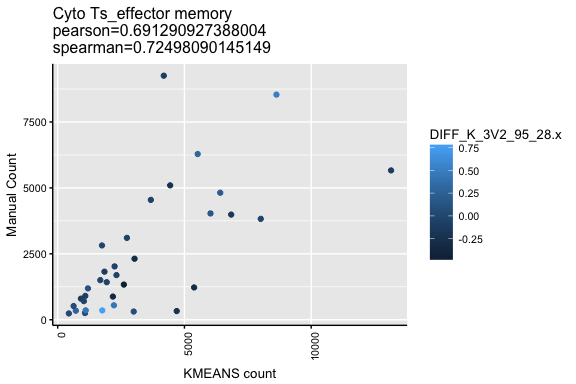 Cyto Ts_effector memory
pearson=0.691290927388004
spearman=0.72498090145149
7500
5000
2500
0
Manual Count
0
5000
10000
KMEANS count
DIFF_K_3V2_95_28.x
0.75
0.50
0.25
0.00
-0.25